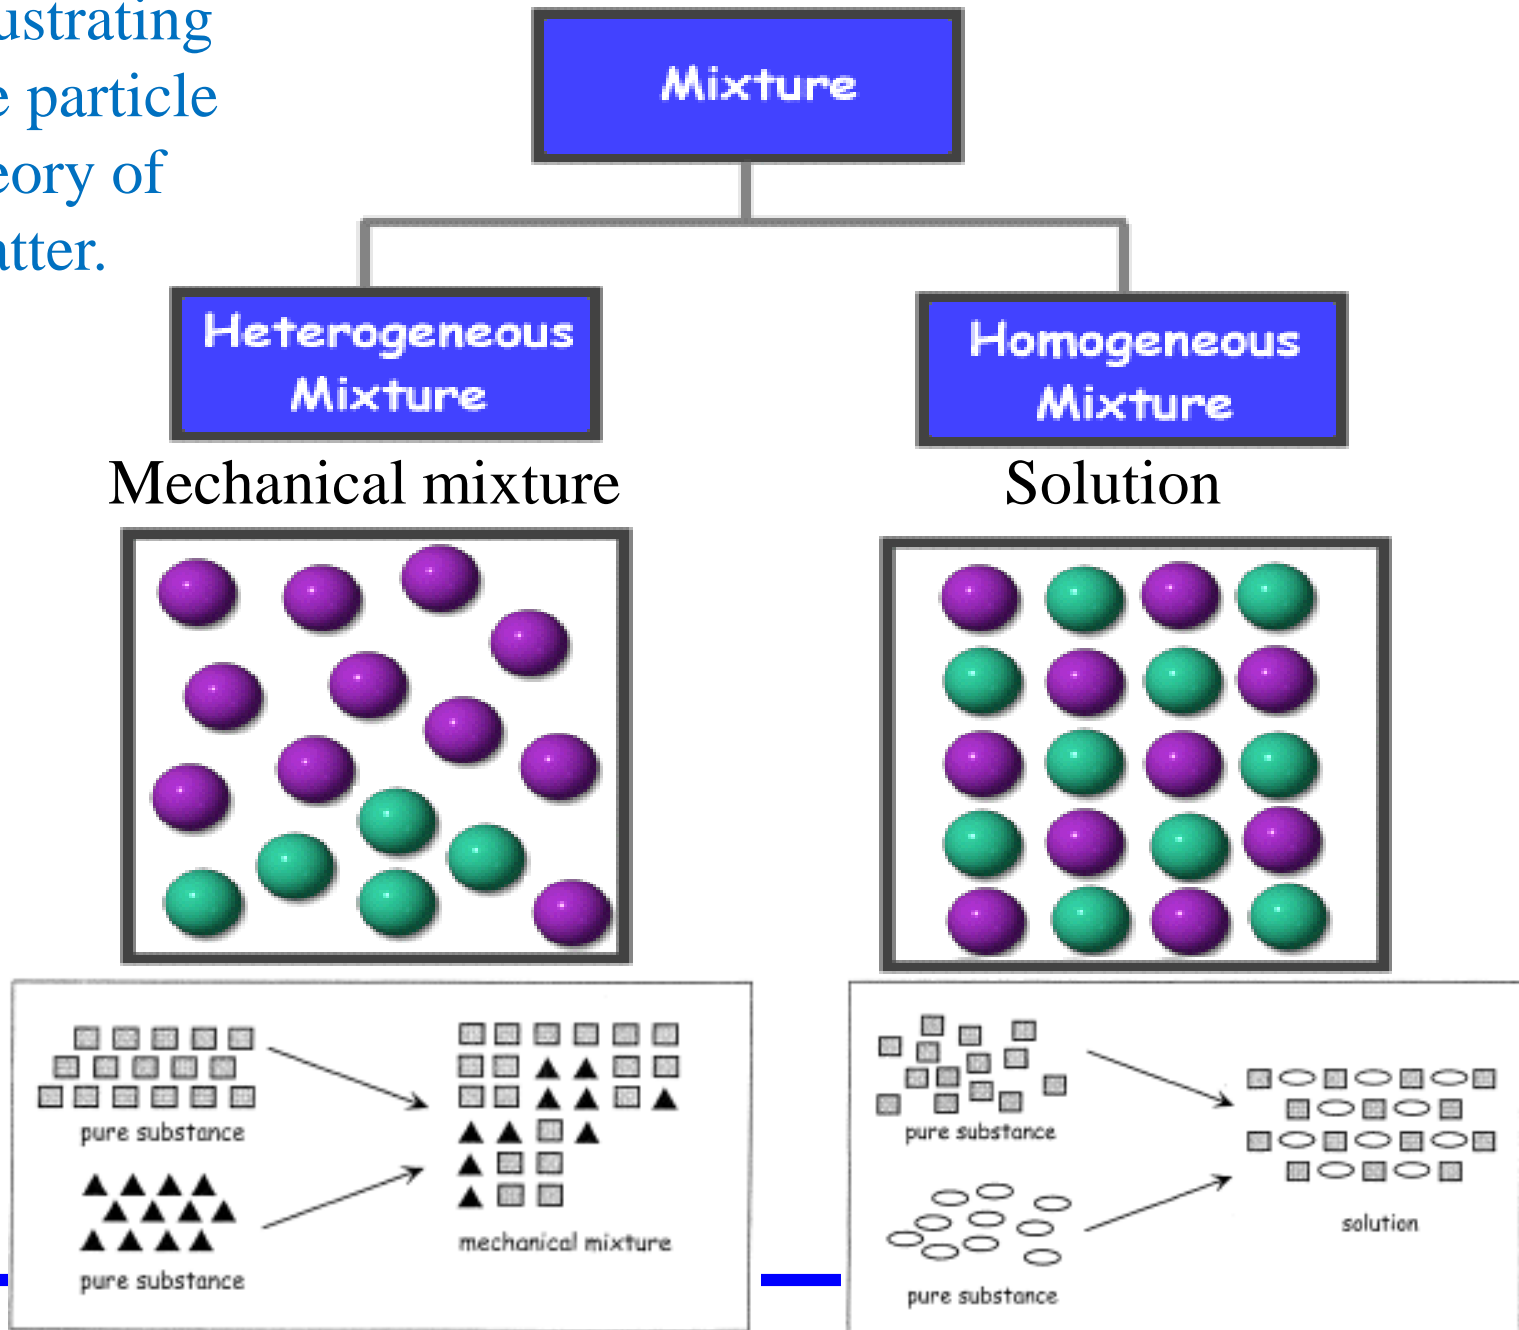 ustrating
e particle
eory of
atter.
Mixture
Heterogeneous
Mixture
Homogeneous
Mixture
Mechanical mixture
Solution
pure substance
pure substance
mechanical mixture
pure substance
pure substance
solution